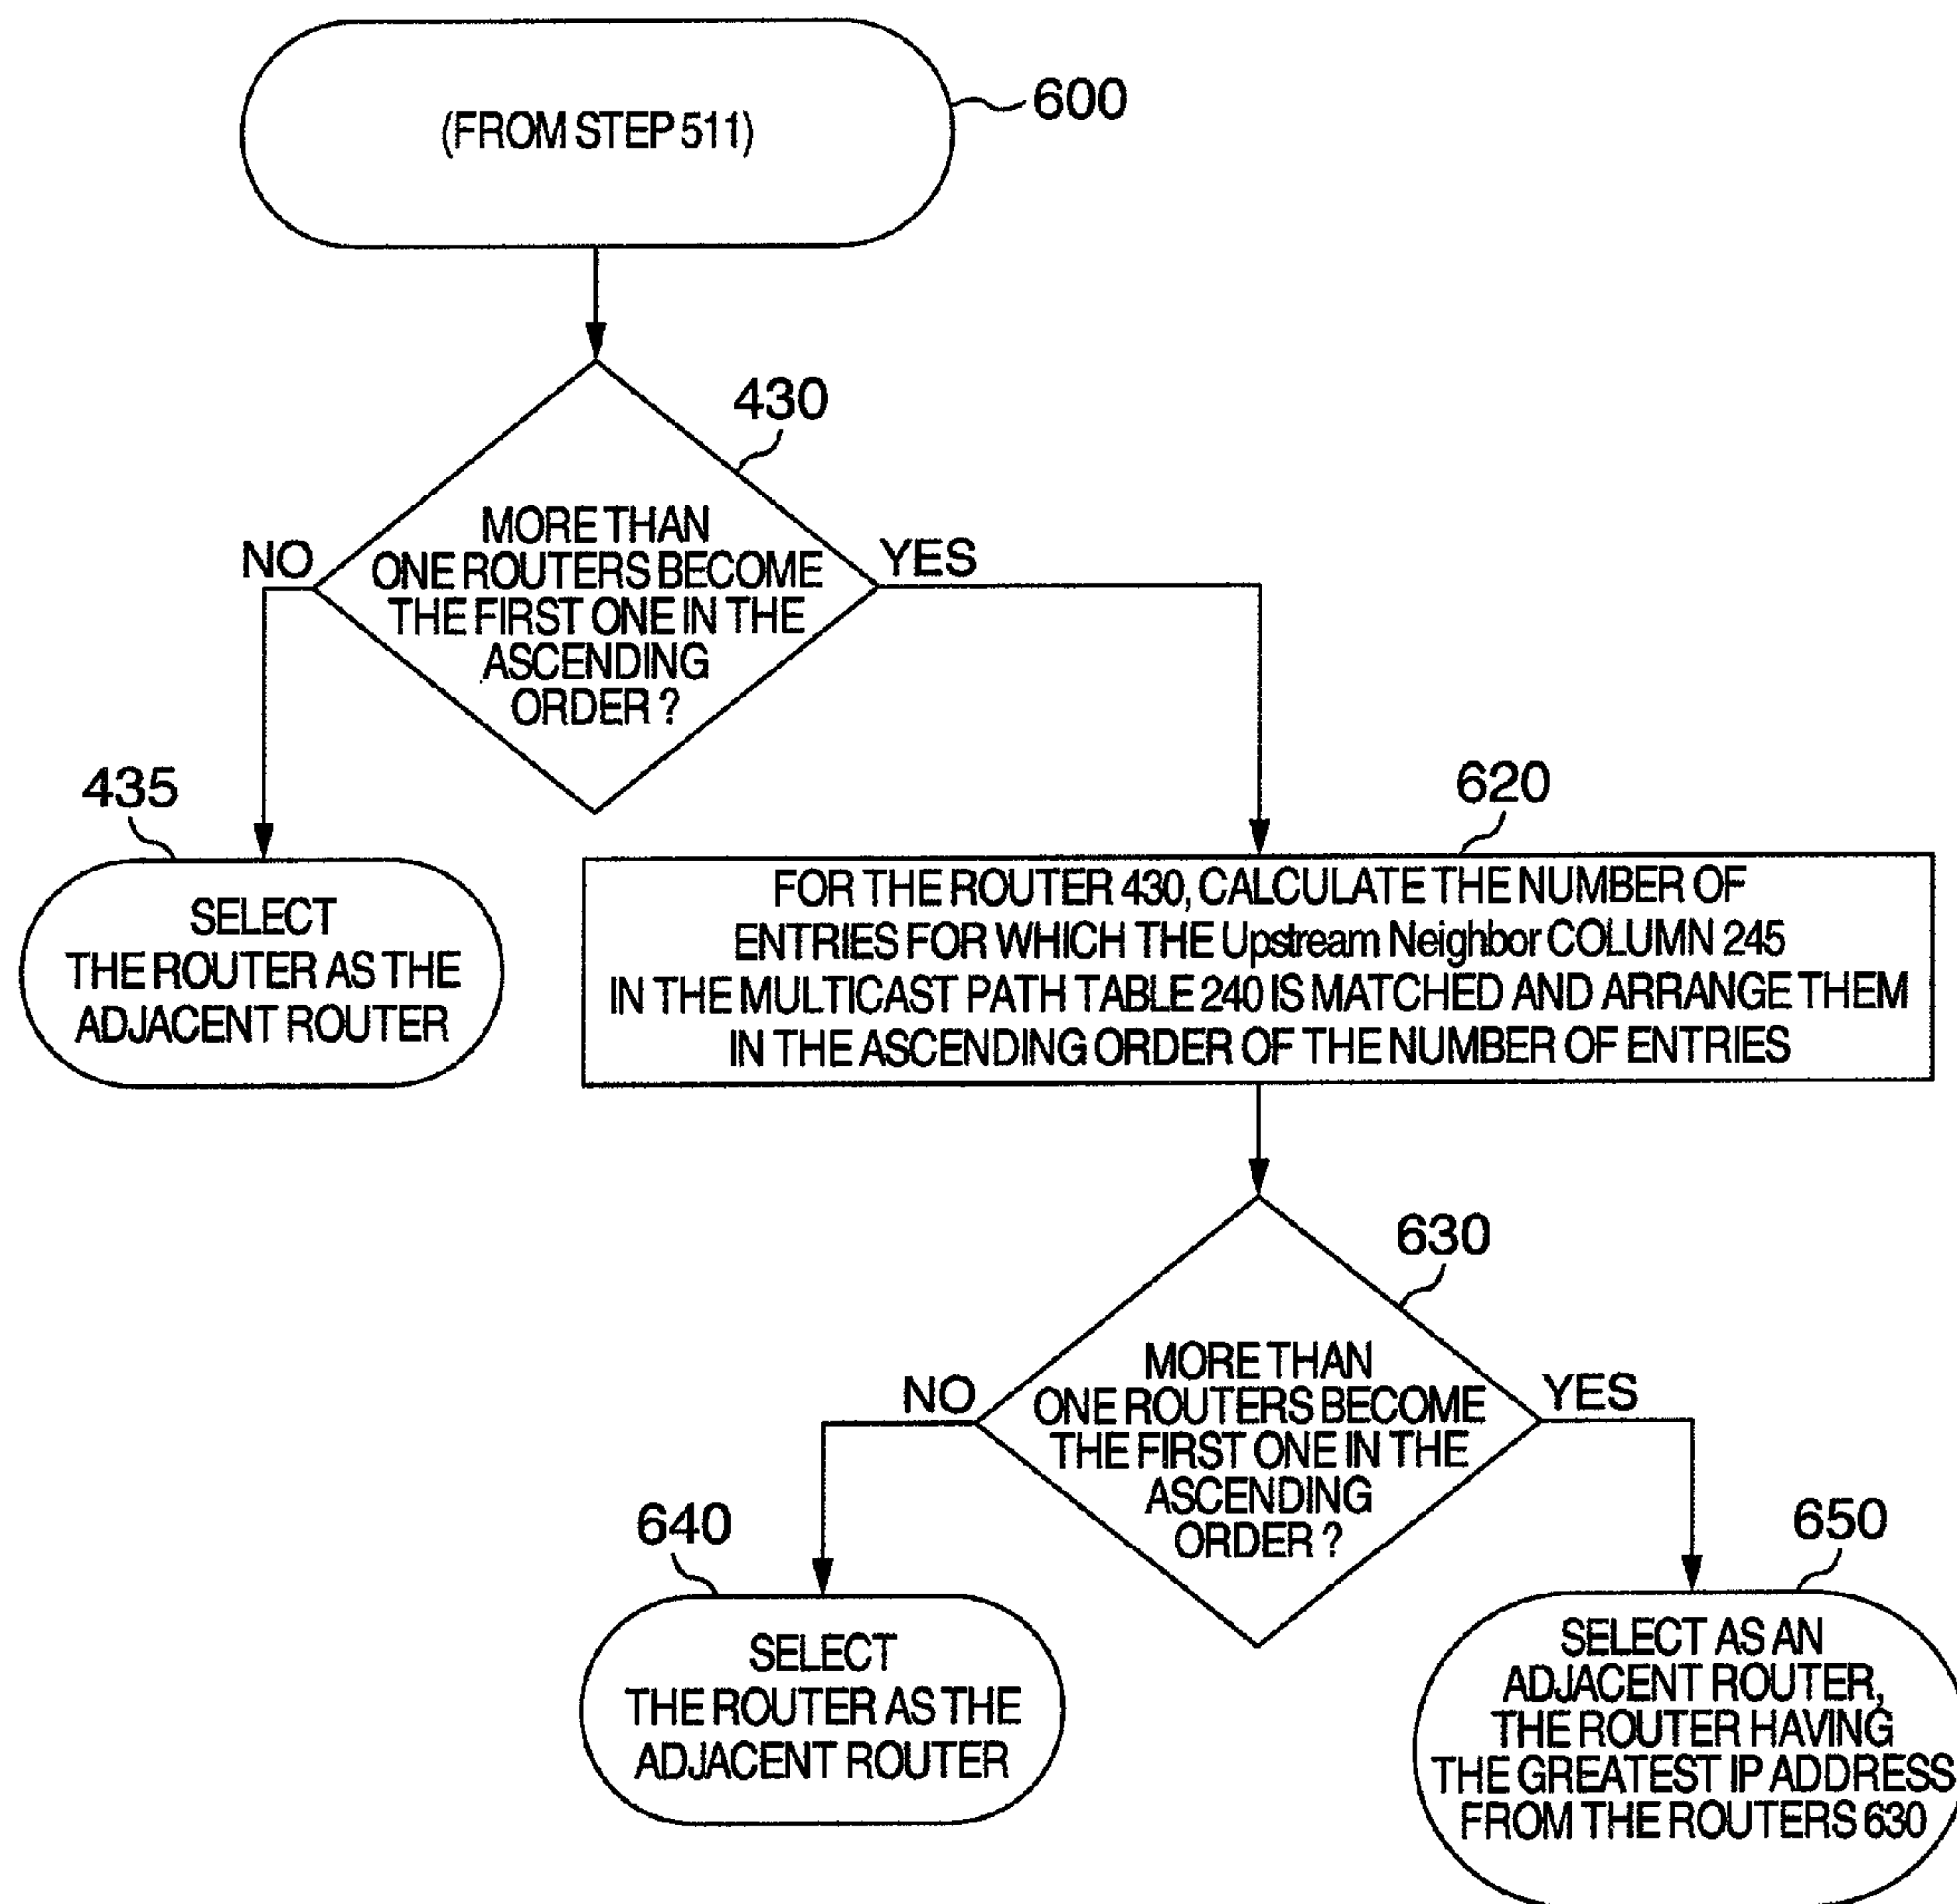 (FROM STEP 511)
600
430
MORE THAN
ONE ROUTERS BECOME
THE FIRST ONE IN THE
ASCENDING
ORDER ?
NO
YES
435
SELECT
THE ROUTER AS THE
ADJACENT ROUTER
620
FOR THE ROUTER 430, CALCULATE THE NUMBER OF
ENTRIES FOR WHICH THE Upstream Neighbor COLUMN 245
IN THE MULTICAST PATH TABLE 240 IS MATCHED AND ARRANGE THEM
IN THE ASCENDING ORDER OF THE NUMBER OF ENTRIES
630
MORE THAN
ONE ROUTERS BECOME
THE FIRST ONE IN THE
ASCENDING
ORDER ?
NO
YES
640
SELECT
THE ROUTER AS THE
ADJACENT ROUTER
650
SELECT AS AN
ADJACENT ROUTER,
THE ROUTER HAVING
THE GREATEST IP ADDRESS
FROM THE ROUTERS 630